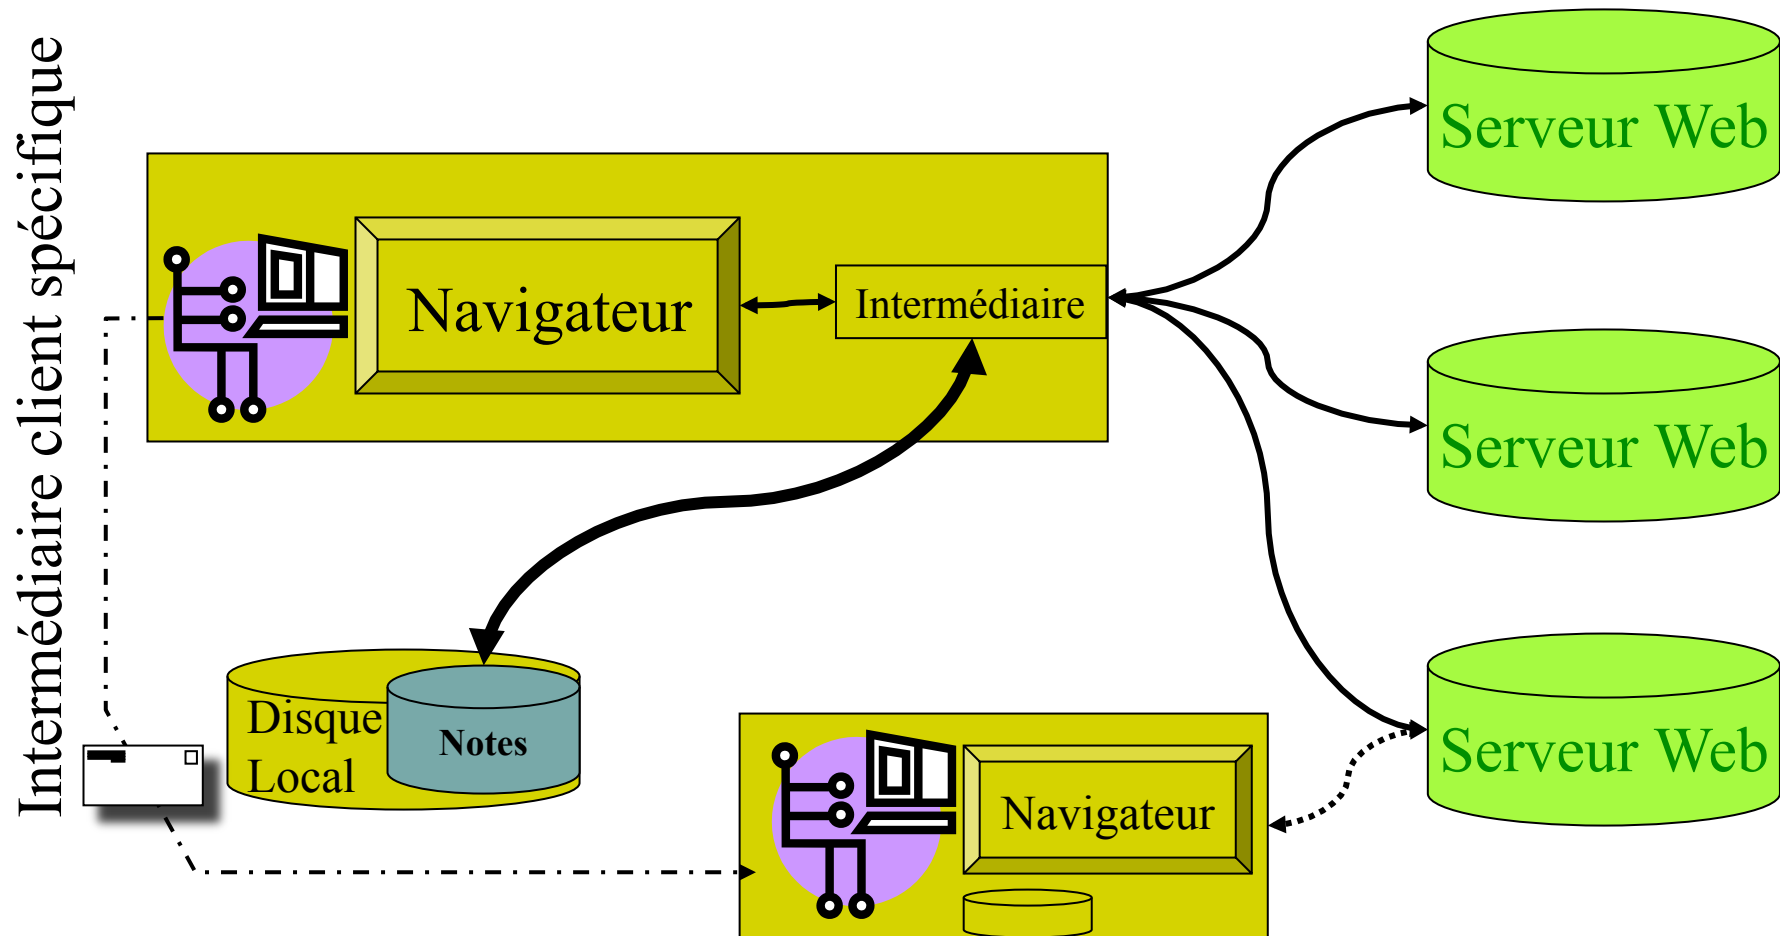 Intermédiaire client spécifique
Navigateur
Intermédiaire
Serveur Web
Serveur Web
Serveur Web
Disque
Local
Notes
Navigateur